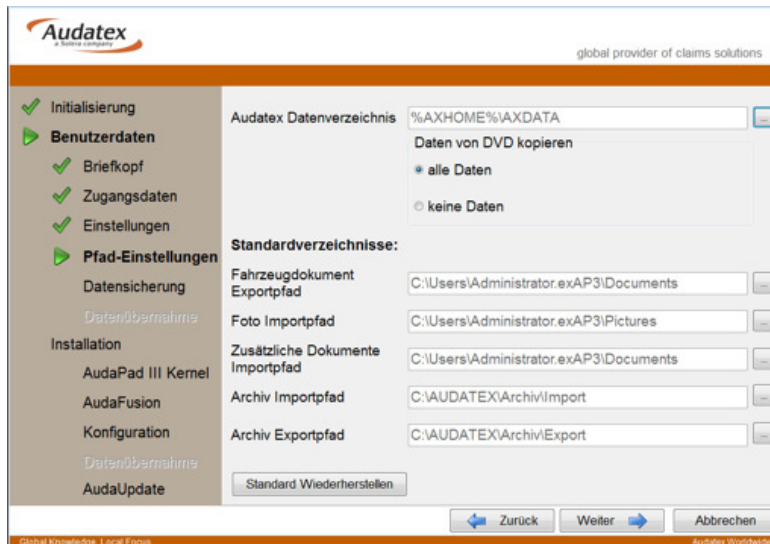 Audatex
a Solera company
global provider of claims solutions
Initialisierung
Benutzerdaten
Briefkopf
Zugangsdaten
Einstellungen
Pfad-Einstellungen
Datensicherung
Datenübernahme
Installation
AudaPad III Kernel
AudaFusion
Konfiguration
Datenübernahme
AudaUpdate
Audatex Datenverzeichnis %AXHOME%\AXDATA ...
Daten von DVD kopieren
alle Daten
keine Daten
Standardverzeichnisse:
Fahrzeugdokument
Exportpfad
C:\Users\Administrator.exAP3\Documents ...
Foto Importpfad C:\Users\Administrator.exAP3\Pictures ...
Zusätzliche Dokumente
Importpfad
C:\Users\Administrator.exAP3\Documents ...
Archiv Importpfad C:\AUDATEX\Archiv\Import ...
Archiv Exportpfad C:\AUDATEX\Archiv\Export ...
Standard Wiederherstellen
Zurück Weiter Abbrechen
Global Knowledge. Local Focus. Audatex Worldwide